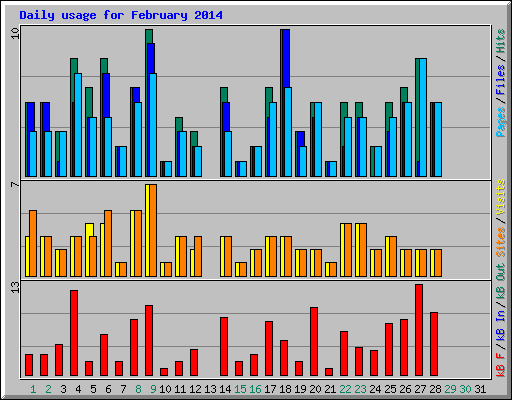 Daily usage for February 2014
10
Pages / Files / Hits
7
Sites / Visits
13
kB F / kB In / kB Out
1 2 3 4 5 6 7 8 9 10 11 12 13 14 15 16 17 18 19 20 21 22 23 24 25 26 27 28 29 30 31